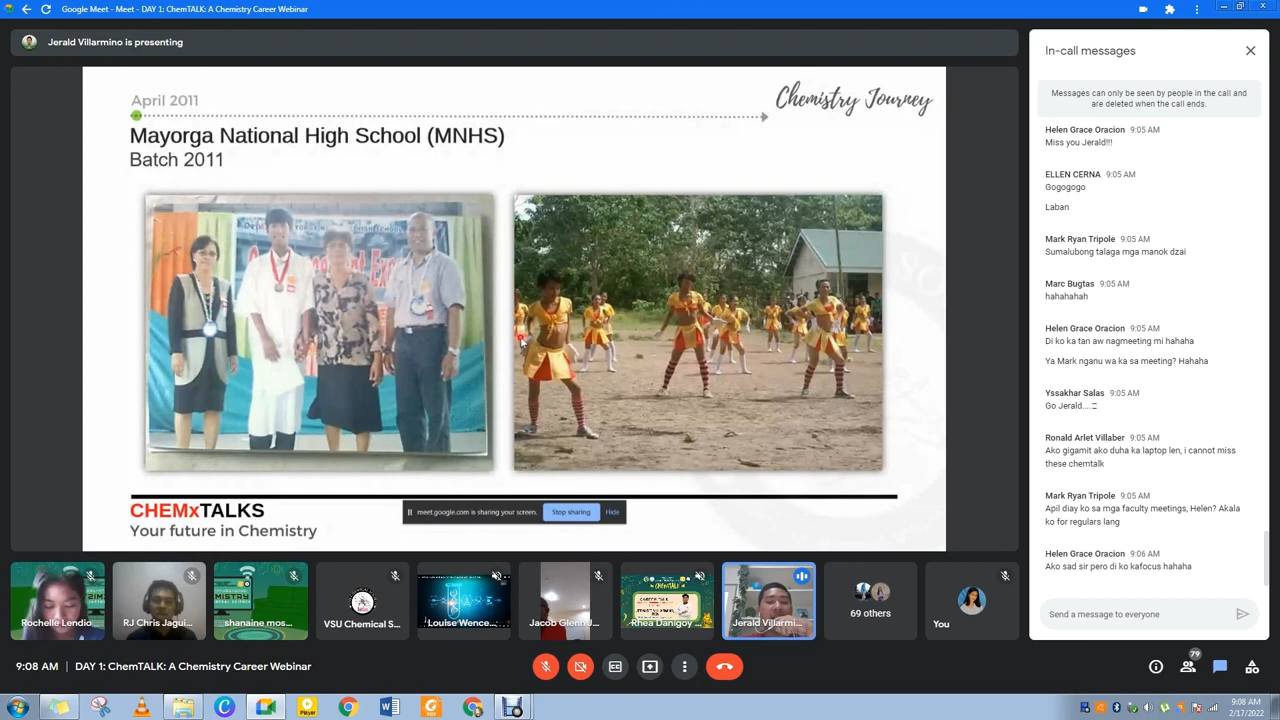 Google Meet - Meet - DAY 1: ChemTALK: A Chemistry Career Webinar
Jerald Villarmino is presenting
April 2011
Chemistry Journey
Mayorga National High School (MNHS)
Batch 2011
CHEMxTALKS
Your future in Chemistry
meet.google.com is sharing your screen.
Stop sharing
Hide
In-call messages
Messages can only be seen by people in the call and
are deleted when the call ends.
Helen Grace Oracion 9:05 AM
Miss you Jerald!!!
ELLEN CERNA 9:05 AM
Gogogogo
Laban
Mark Ryan Tripole 9:05 AM
Sumalubong talaga mga manok dzai
Marc Bugtas 9:05 AM
hahahahah
Helen Grace Oracion 9:05 AM
Di ko ka tan aw nagmeeting mi hahaha
Ya Mark nganu wa ka sa meeting? Hahaha
Yssakhar Salas 9:05 AM
Go Jerald....
Ronald Arlet Villaber 9:05 AM
Ako gigamit ako duha ka laptop len, i cannot miss
these chemtalk
Mark Ryan Tripole 9:05 AM
Apil diay ko sa mga faculty meetings, Helen? Akala
ko for regulars lang
Helen Grace Oracion 9:06 AM
Ako sad sir pero di ko kafocus hahaha
Send a message to everyone
Rochelle Lendio
RJ Chris Jagui...
shanaine mos...
VSU Chemical S...
Louise Wence...
Jacob Glenn J...
Rhea Danigoy ...
Jerald Villarmi...
69 others
You
9:08 AM | DAY 1: ChemTALK: A Chemistry Career Webinar
79
9:08 AM
2/17/2022